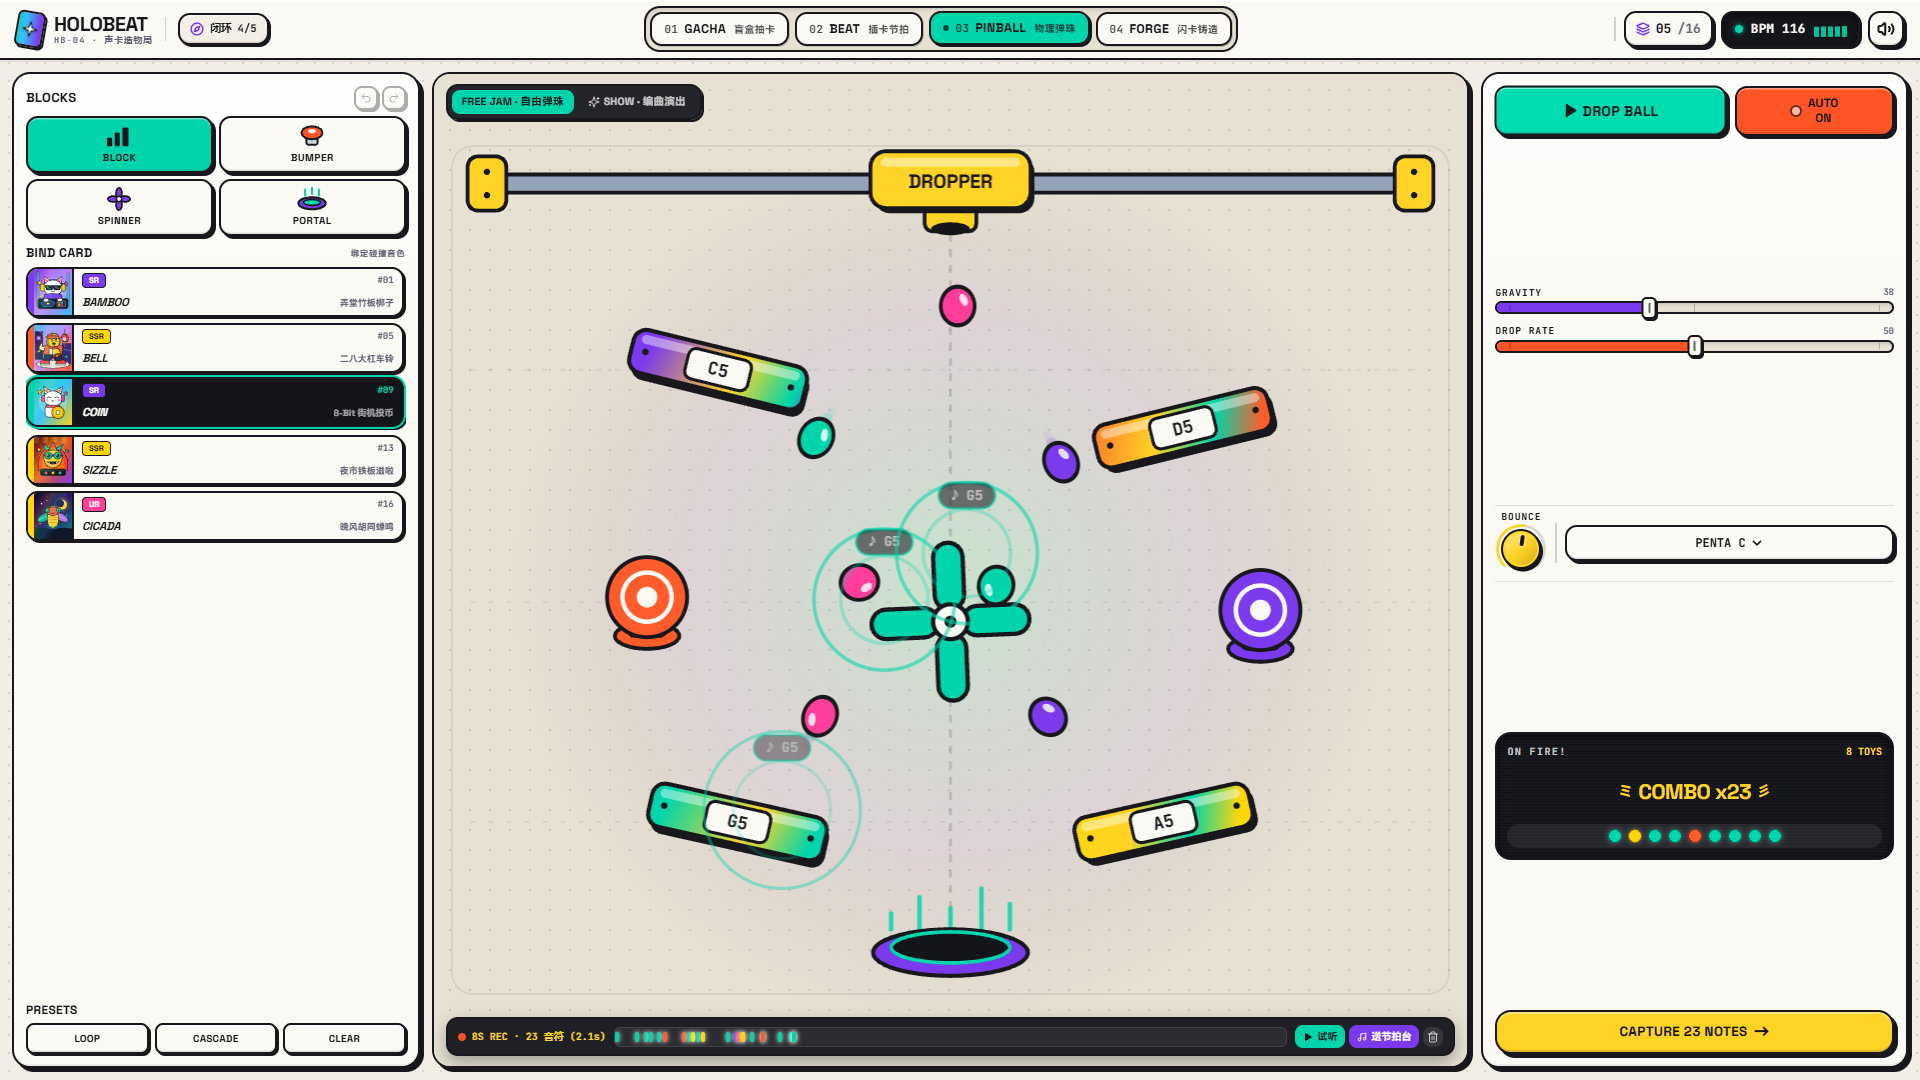 HOLOBEAT
HB-04 · 声卡造物局
闭环 4/5
01 GACHA 盲盒抽卡
02 BEAT 插卡节拍
03 PINBALL 物理弹珠
04 FORGE 闪卡铸造
05 /16
BPM 116
BLOCKS
BLOCK
BUMPER
SPINNER
PORTAL
BIND CARD 绑定碰撞音色
SR #01
BAMBOO 弄堂竹板梆子
SSR #05
BELL 二八大杠车铃
SR #09
COIN 8-Bit 街机投币
SSR #13
SIZZLE 夜市铁板滋啦
UR #16
CICADA 晚风胡同蝉鸣
PRESETS
LOOP
CASCADE
CLEAR
FREE JAM · 自由弹珠
SHOW · 编曲演出
DROPPER
C5
D5
♪ G5
♪ G5
♪ G5
G5
A5
8S REC · 23 音符 (2.1s)
试听
送节拍台
DROP BALL
AUTO
ON
GRAVITY 38
DROP RATE 50
BOUNCE
PENTA C
ON FIRE! 8 TOYS
COMBO x23
CAPTURE 23 NOTES →